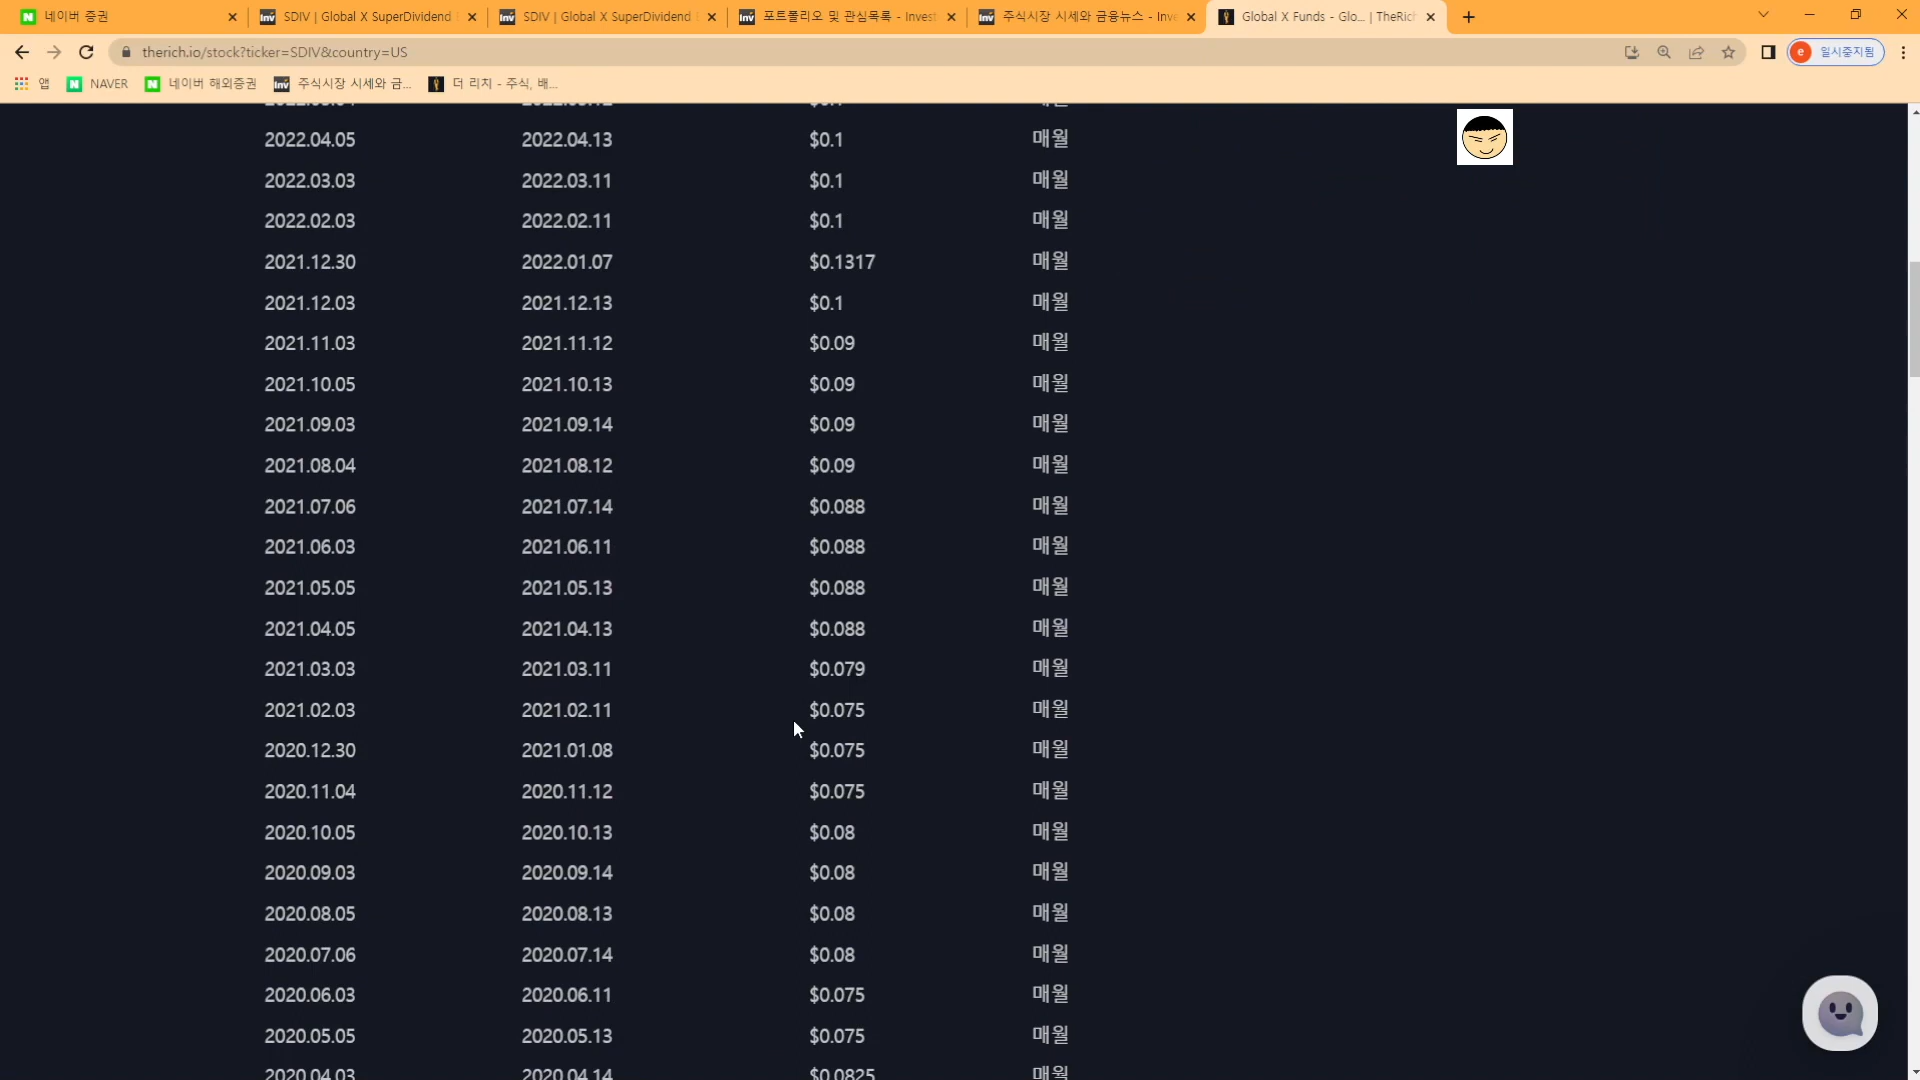 네이버 증권
SDIV | Global X SuperDividend
SDIV | Global X SuperDividend
포트폴리오 및 관심목록 - Invest
주식시장 시세와 금융뉴스 - Inve
Global X Funds - Glo... | TheRich
therich.io/stock?ticker=SDIV&country=US
일시중지됨
앱
NAVER
네이버 해외증권
주식시장 시세와 금...
더 리치 - 주식, 배...
2022.04.05 2022.04.13 $0.1 매월
2022.03.03 2022.03.11 $0.1 매월
2022.02.03 2022.02.11 $0.1 매월
2021.12.30 2022.01.07 $0.1317 매월
2021.12.03 2021.12.13 $0.1 매월
2021.11.03 2021.11.12 $0.09 매월
2021.10.05 2021.10.13 $0.09 매월
2021.09.03 2021.09.14 $0.09 매월
2021.08.04 2021.08.12 $0.09 매월
2021.07.06 2021.07.14 $0.088 매월
2021.06.03 2021.06.11 $0.088 매월
2021.05.05 2021.05.13 $0.088 매월
2021.04.05 2021.04.13 $0.088 매월
2021.03.03 2021.03.11 $0.079 매월
2021.02.03 2021.02.11 $0.075 매월
2020.12.30 2021.01.08 $0.075 매월
2020.11.04 2020.11.12 $0.075 매월
2020.10.05 2020.10.13 $0.08 매월
2020.09.03 2020.09.14 $0.08 매월
2020.08.05 2020.08.13 $0.08 매월
2020.07.06 2020.07.14 $0.08 매월
2020.06.03 2020.06.11 $0.075 매월
2020.05.05 2020.05.13 $0.075 매월
2020.04.03 2020.04.14 $0.0825 매월